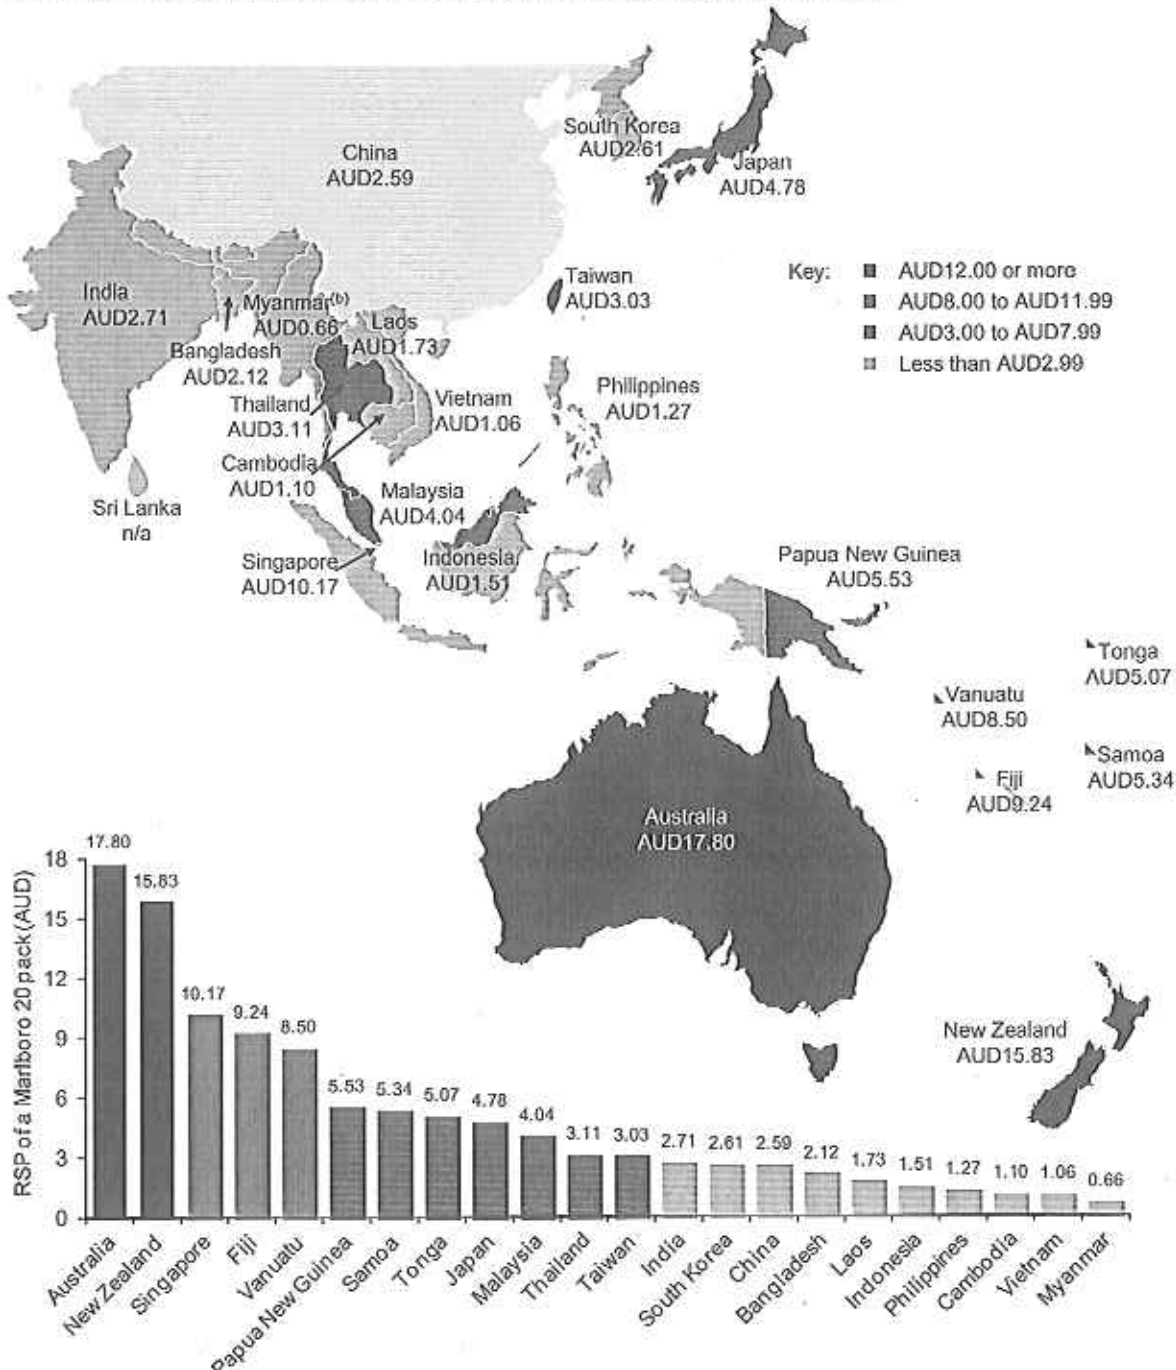 China
AUD2.59
South Korea
AUD2.61
Japan
AUD4.78
India
AUD2.71
Myanmar(b)
AUD0.66
Laos
AUD1.73
Bangladesh
AUD2.12
Taiwan
AUD3.03
Key:
AUD12.00 or more
AUD8.00 to AUD11.99
AUD3.00 to AUD7.99
Less than AUD2.99
Thailand
AUD3.11
Vietnam
AUD1.06
Philippines
AUD1.27
Cambodia
AUD1.10
Sri Lanka
n/a
Malaysia
AUD4.04
Singapore
AUD10.17
Indonesia
AUD1.51
Papua New Guinea
AUD5.53
Tonga
AUD5.07
Vanuatu
AUD8.50
Samoa
AUD5.34
Fiji
AUD9.24
Australia
AUD17.80
New Zealand
AUD15.83
RSP of a Marlboro 20 pack (AUD)
18
15
12
9
6
3
0
17.80
15.83
10.17
9.24
8.50
5.53
5.34
5.07
4.78
4.04
3.11
3.03
2.71
2.61
2.59
2.12
1.73
1.51
1.27
1.10
1.06
0.66
Australia
New Zealand
Singapore
Fiji
Vanuatu
Papua New Guinea
Samoa
Tonga
Japan
Malaysia
Thailand
Taiwan
India
South Korea
China
Bangladesh
Laos
Indonesia
Philippines
Cambodia
Vietnam
Myanmar